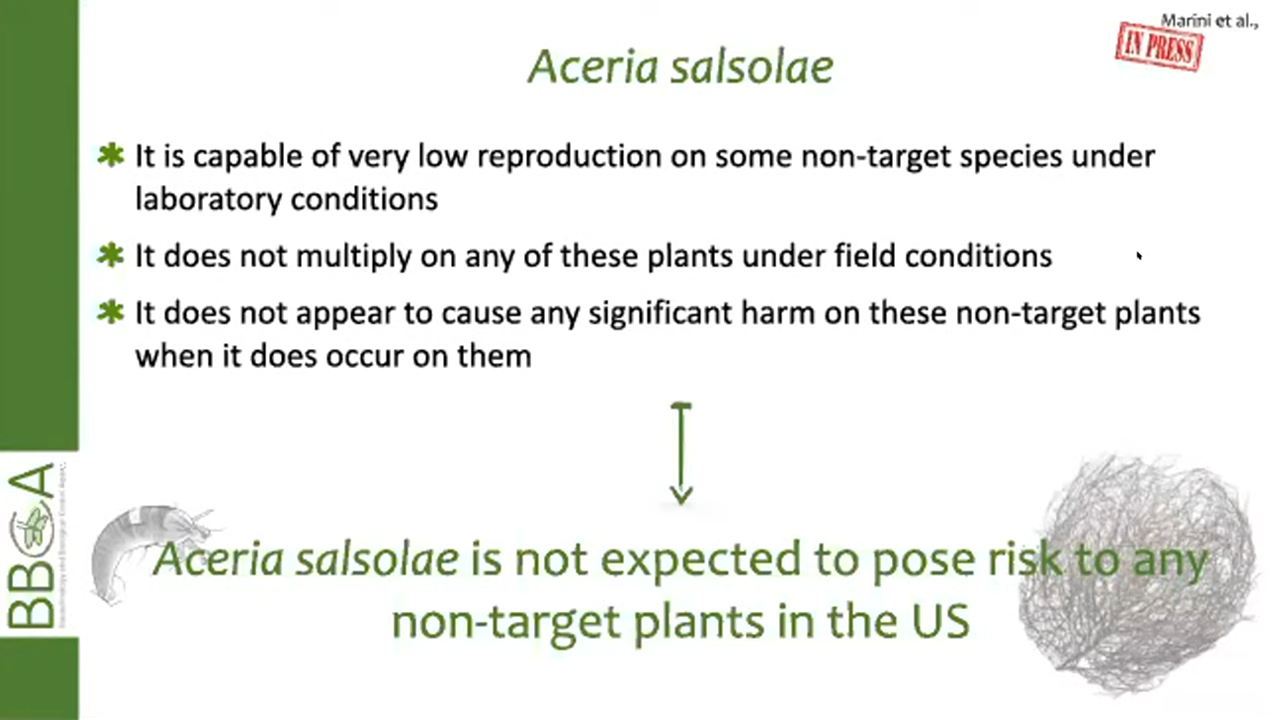 Marini et al.,
IN PRESS
Aceria salsolae
✱ It is capable of very low reproduction on some non-target species under
laboratory conditions
✱ It does not multiply on any of these plants under field conditions
✱ It does not appear to cause any significant harm on these non-target plants
when it does occur on them
Aceria salsolae is not expected to pose risk to any
non-target plants in the US
BBCA